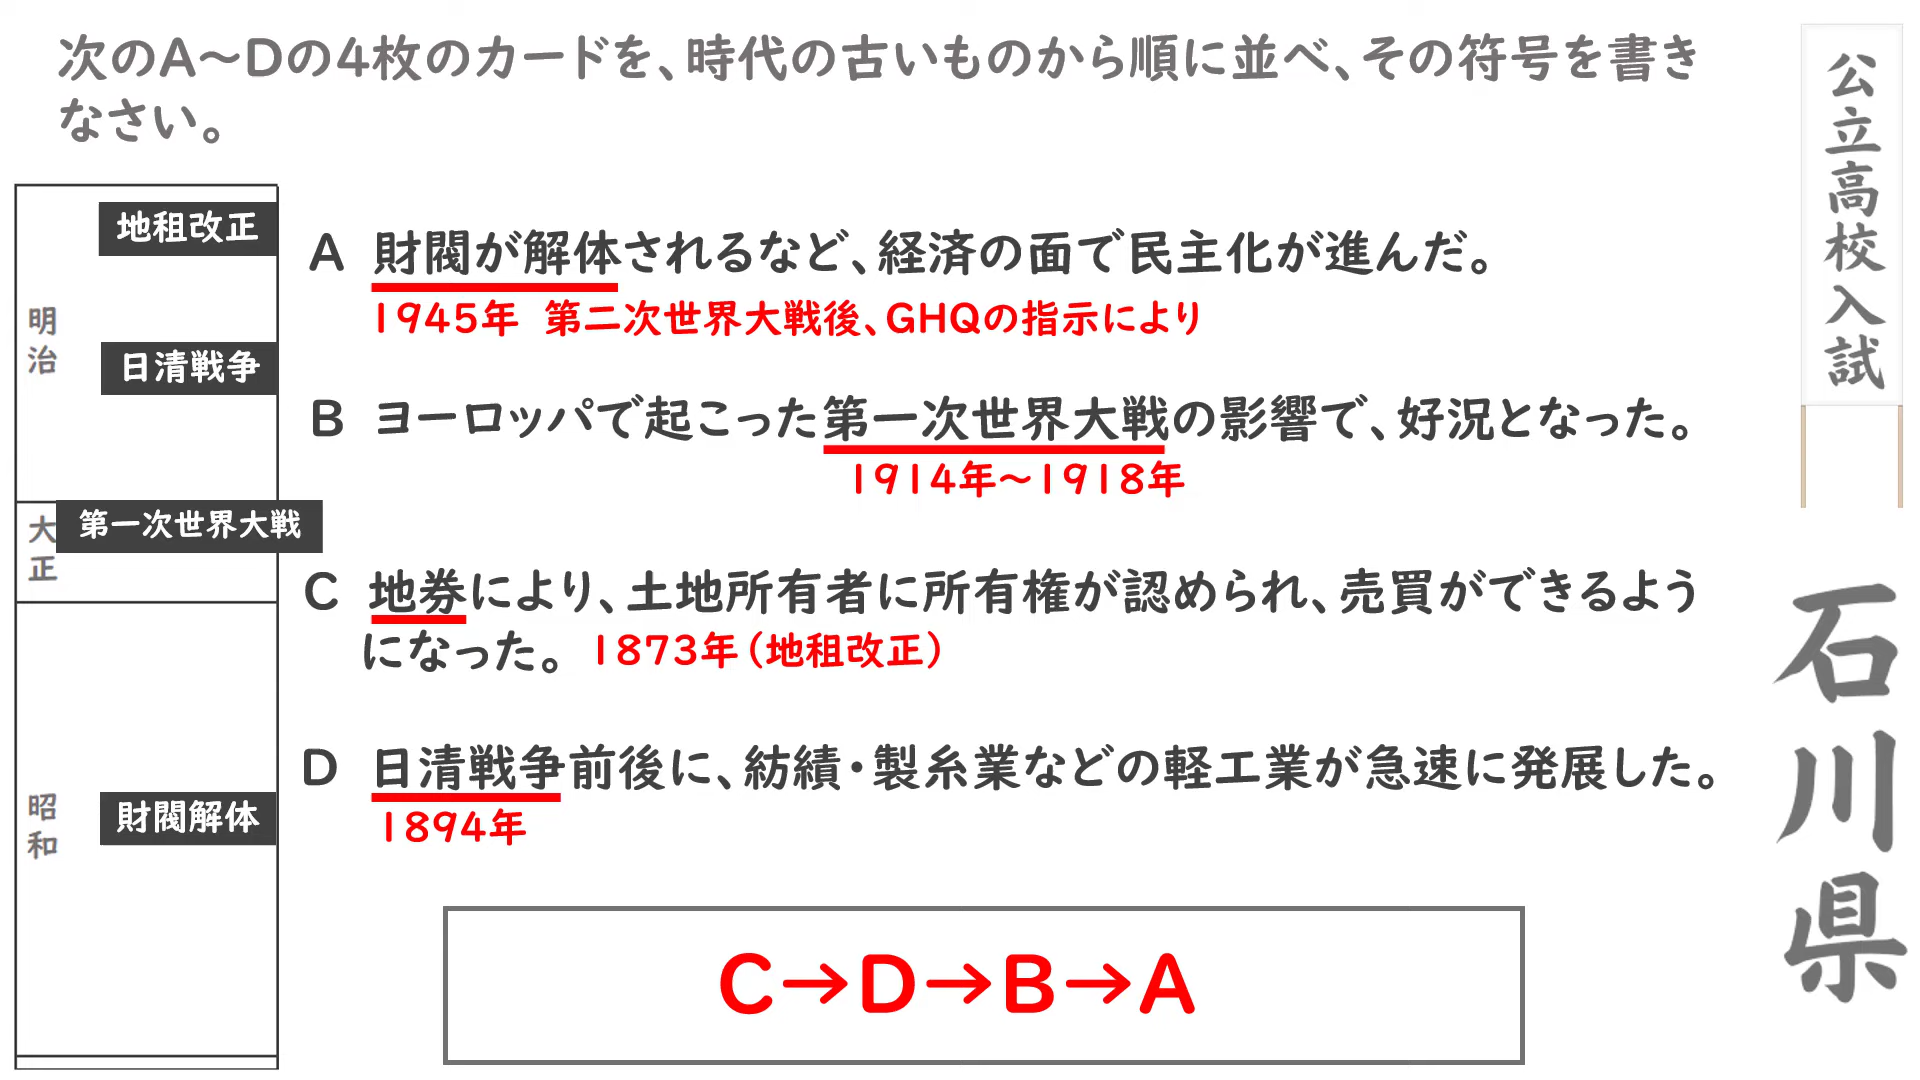 次のA～Dの4枚のカードを、時代の古いものから順に並べ、その符号を書き
なさい。
公立高校入試
石川県
明治
大正
昭和
地租改正
日清戦争
第一次世界大戦
財閥解体
A 財閥が解体されるなど、経済の面で民主化が進んだ。
1945年 第二次世界大戦後、GHQの指示により
B ヨーロッパで起こった第一次世界大戦の影響で、好況となった。
1914年～1918年
C 地券により、土地所有者に所有権が認められ、売買ができるよう
になった。 1873年（地租改正）
D 日清戦争前後に、紡績・製糸業などの軽工業が急速に発展した。
1894年
C→D→B→A